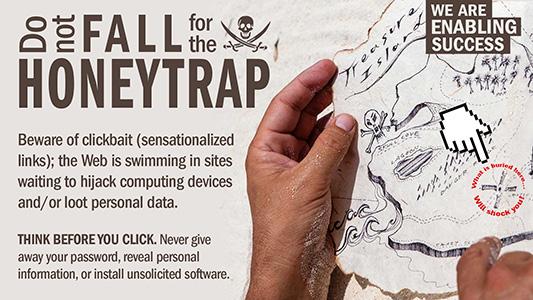 Do not FALL for the
HONEYTRAP
Beware of clickbait (sensationalized
links); the Web is swimming in sites
waiting to hijack computing devices
and/or loot personal data.
THINK BEFORE YOU CLICK. Never give
away your password, reveal personal
information, or install unsolicited software.
WE ARE
ENABLING
SUCCESS
Treasure
Island
What is buried here...
Will shock you!